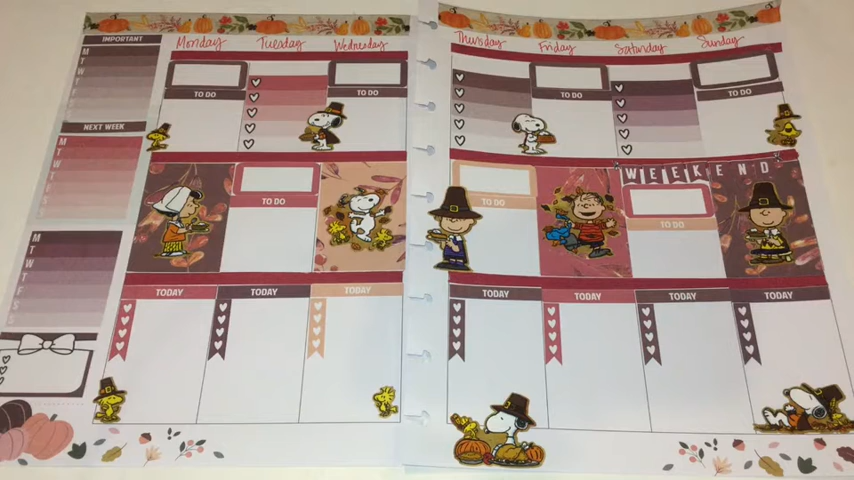 IMPORTANT
M
T
W
T
F
S
NEXT WEEK
M
T
W
T
F
S
M
T
W
T
F
S
Monday Tuesday Wednesday Thursday Friday Saturday Sunday
TO DO TO DO TO DO TO DO
WEEKEND
TO DO TO DO TO DO
TODAY TODAY TODAY TODAY TODAY TODAY TODAY